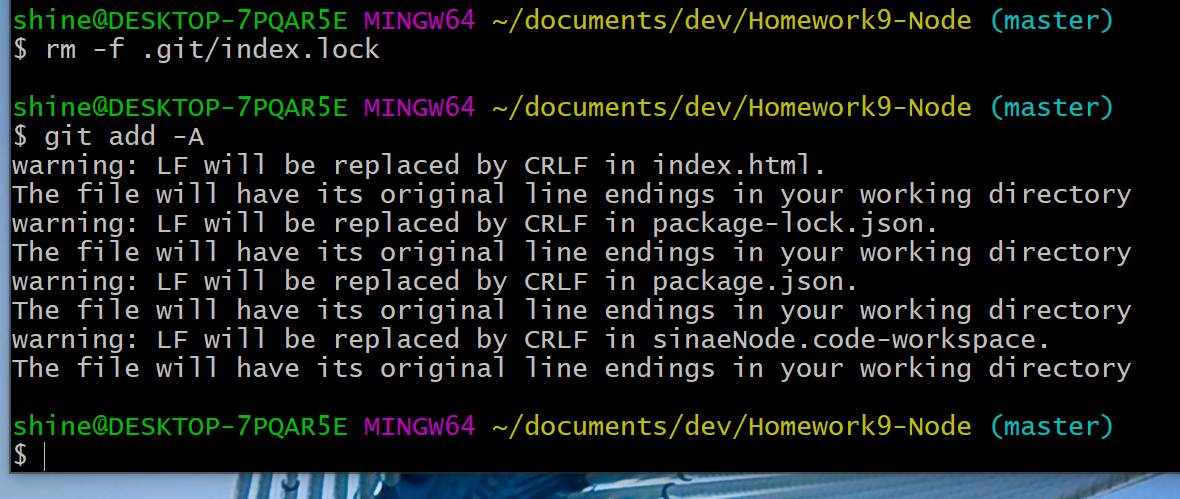 shine@DESKTOP-7PQAR5E MINGW64 ~/documents/dev/Homework9-Node (master)
$ rm -f .git/index.lock
shine@DESKTOP-7PQAR5E MINGW64 ~/documents/dev/Homework9-Node (master)
$ git add -A
warning: LF will be replaced by CRLF in index.html.
The file will have its original line endings in your working directory
warning: LF will be replaced by CRLF in package-lock.json.
The file will have its original line endings in your working directory
warning: LF will be replaced by CRLF in package.json.
The file will have its original line endings in your working directory
warning: LF will be replaced by CRLF in sinaeNode.code-workspace.
The file will have its original line endings in your working directory
shine@DESKTOP-7PQAR5E MINGW64 ~/documents/dev/Homework9-Node (master)
$